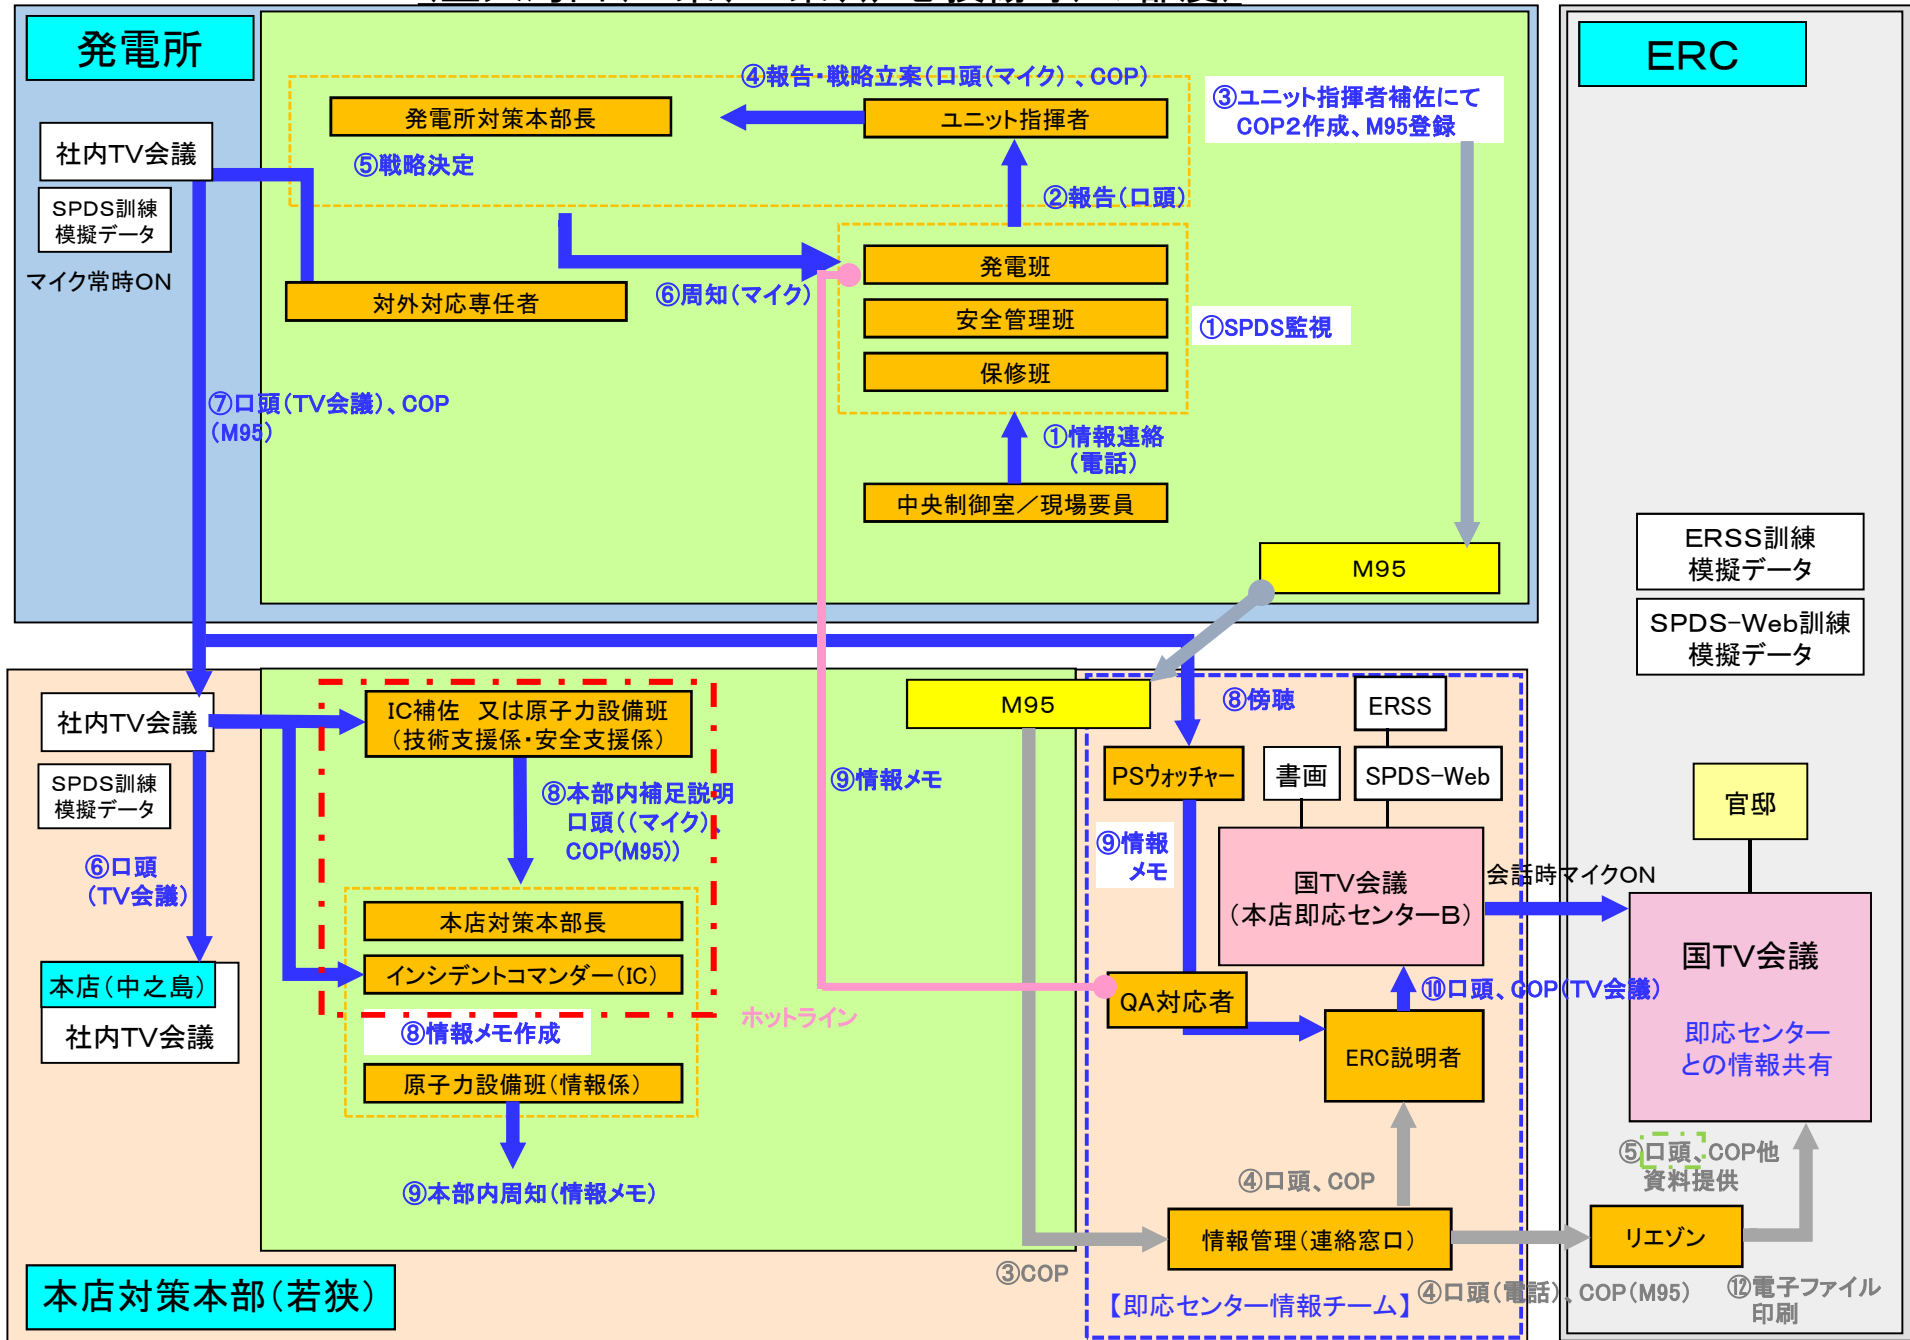 発電所
④報告・戦略立案(口頭(マイク)、COP)
発電所対策本部長
ユニット指揮者
③ユニット指揮者補佐にて
COP2作成、M95登録
⑤戦略決定
②報告(口頭)
社内TV会議
SPDS訓練
模擬データ
マイク常時ON
対外対応専任者
⑥周知(マイク)
発電班
安全管理班
保修班
①SPDS監視
⑦口頭(TV会議)、COP
(M95)
①情報連絡
(電話)
中央制御室/現場要員
M95
ERC
ERSS訓練
模擬データ
SPDS-Web訓練
模擬データ
官邸
国TV会議
即応センター
との情報共有
⑤口頭、COP他
資料提供
リエゾン
⑫電子ファイル
印刷
社内TV会議
SPDS訓練
模擬データ
⑥口頭
(TV会議)
本店(中之島)
社内TV会議
IC補佐 又は原子力設備班
(技術支援係・安全支援係)
⑧本部内補足説明
口頭((マイク)、
COP(M95))
本店対策本部長
インシデントコマンダー(IC)
⑧情報メモ作成
原子力設備班(情報係)
⑨本部内周知(情報メモ)
本店対策本部(若狭)
M95
⑨情報メモ
ホットライン
⑧傍聴
ERSS
PSウォッチャー
書画
SPDS-Web
⑨情報
メモ
国TV会議
(本店即応センターB)
会話時マイクON
QA対応者
⑩口頭、COP(TV会議)
ERC説明者
④口頭、COP
情報管理(連絡窓口)
③COP
【即応センター情報チーム】
④口頭(電話)、COP(M95)